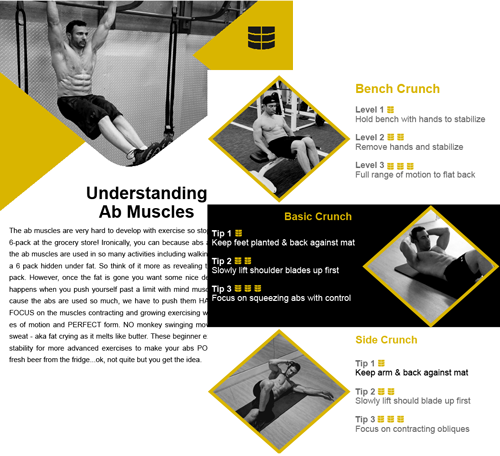 Understanding
Ab Muscles
The ab muscles are very hard to develop with exercise so sto
6-pack at the grocery store! Ironically, you can because abs a
the ab muscles are used in so many activities including walkin
a 6 pack hidden under fat. So think of it more as revealing t
pack. However, once the fat is gone you want some nice de
happens when you push yourself past a limit with mind musc
cause the abs are used so much, we have to push them HA
FOCUS on the muscles contracting and growing exercising w
es of motion and PERFECT form. NO monkey swinging mov
sweat - aka fat crying as it melts like butter. These beginner e
stability for more advanced exercises to make your abs PO
fresh beer from the fridge...ok, not quite but you get the idea.
Bench Crunch
Level 1
Hold bench with hands to stabilize
Level 2
Remove hands and stabilize
Level 3
Full range of motion to flat back
Basic Crunch
Tip 1
Keep feet planted & back against mat
Tip 2
Slowly lift shoulder blades up first
Tip 3
Focus on squeezing abs with control
Side Crunch
Tip 1
Keep arm & back against mat
Tip 2
Slowly lift should blade up first
Tip 3
Focus on contracting obliques